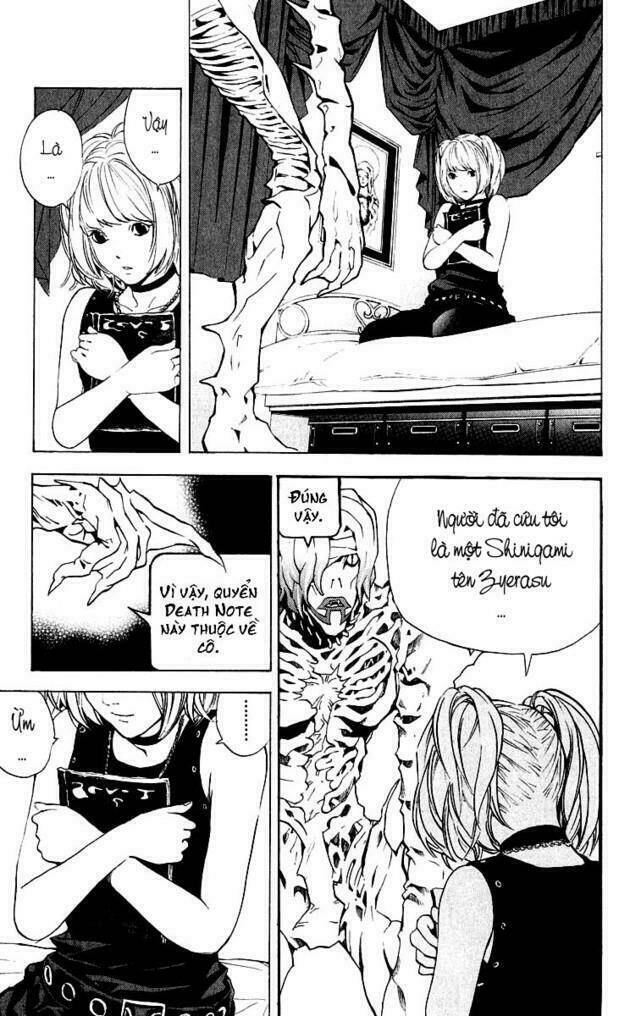 Vậy
...
Là
...
Người đã cứu tôi
là một Shinigami
tên Zyerasu
...
Đúng
vậy.
Vì vậy, quyển
Death Note
này thuộc về
cô.
......
Ừm